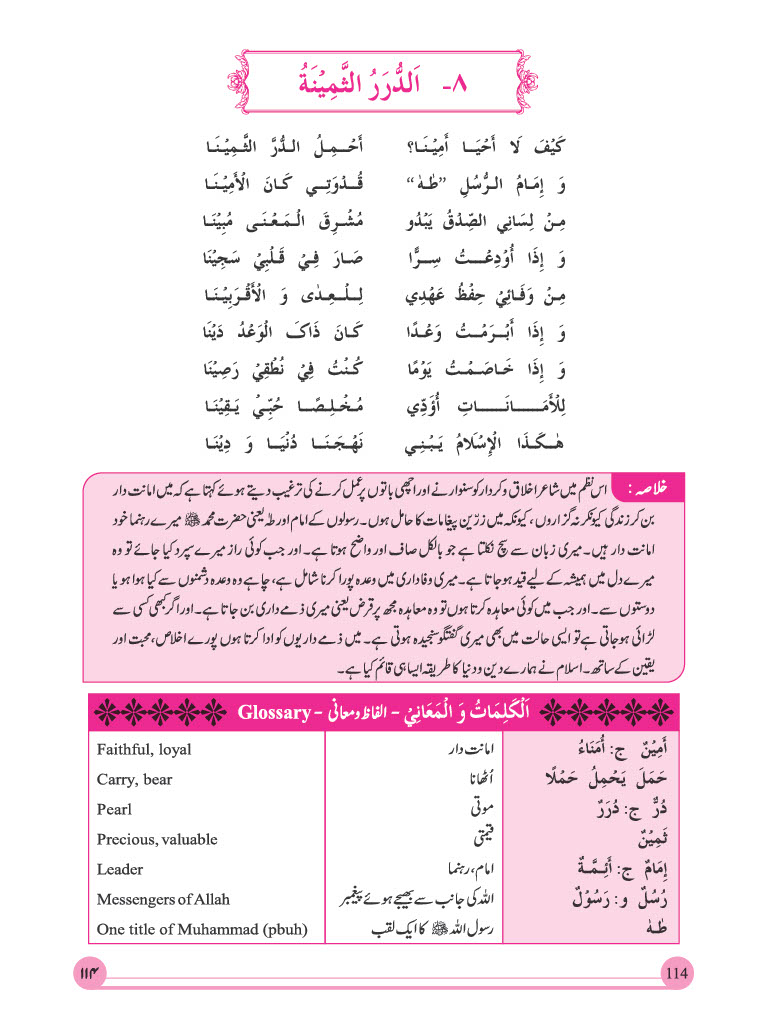 ٨- اَلدُّرَرُ الثَّمِيْنَةُ
كَيْفَ لَا أَحْيَا أَمِيْنَا؟ أَحْمِلُ الدُّرَّ الثَّمِيْنَا
وَ إِمَامُ الرُّسُلِ ”طٰهٰ“ قُدْوَتِي كَانَ الْأَمِيْنَا
مِنْ لِسَانِي الصِّدْقُ يَبْدُو مُشْرِقَ الْمَعْنَى مُبِيْنَا
وَ إِذَا أُوْدِعْتُ سِرًّا صَارَ فِيْ قَلْبِيْ سَجِيْنَا
مِنْ وَفَائِيْ حِفْظُ عَهْدِي لِلْعِدٰى وَ الْأَقْرَبِيْنَا
وَ إِذَا أَبْرَمْتُ وَعْدًا كَانَ ذَاكَ الْوَعْدُ دَيْنَا
وَ إِذَا خَاصَمْتُ يَوْمًا كُنْتُ فِيْ نُطْقِيْ رَصِيْنَا
لِلْأَمَانَاتِ أُؤَدِّي مُخْلِصًا حُبِّيْ يَقِيْنَا
هٰكَذَا الْإِسْلَامُ يَبْنِي نَهْجَنَا دُنْيَا وَ دِيْنَا
خلاصہ : اس نظم میں شاعر اخلاق و کردار کو سنوارنے اور اچھی باتوں پر عمل کرنے کی ترغیب دیتے ہوئے کہتا ہے کہ میں امانت دار
بن کر زندگی کیونکر نہ گزاروں، کیونکہ میں زرّین پیغامات کا حامل ہوں۔ رسولوں کے امام اور طٰہٰ یعنی حضرت محمد ﷺ میرے رہنما خود
امانت دار ہیں۔ میری زبان سے سچ نکلتا ہے جو بالکل صاف اور واضح ہوتا ہے۔ اور جب کوئی راز میرے سپرد کیا جائے تو وہ
میرے دل میں ہمیشہ کے لیے قید ہو جاتا ہے۔ میری وفاداری میں وعدہ پورا کرنا شامل ہے، چاہے وہ وعدہ دشمنوں سے کیا ہوا ہو یا
دوستوں سے۔ اور جب میں کوئی معاہدہ کرتا ہوں تو وہ معاہدہ مجھ پر قرض یعنی میری ذمے داری بن جاتا ہے۔ اور اگر کبھی کسی سے
لڑائی ہو جاتی ہے تو ایسی حالت میں بھی میری گفتگو سنجیدہ ہوتی ہے۔ میں ذمے داریوں کو ادا کرتا ہوں پورے اخلاص، محبت اور
یقین کے ساتھ۔ اسلام نے ہمارے دین و دنیا کا طریقہ ایسا ہی قائم کیا ہے۔
اَلْكَلِمَاتُ وَ الْمَعَانِيْ - الفاظ و معانی - Glossary
أَمِيْنٌ ج: أُمَنَاءُ امانت دار Faithful, loyal
حَمَلَ يَحْمِلُ حَمْلًا اُٹھانا Carry, bear
دُرٌّ ج: دُرَرٌ موتی Pearl
ثَمِيْنٌ قیمتی Precious, valuable
إِمَامٌ ج: أَئِمَّةٌ امام، رہنما Leader
رُسُلٌ و: رَسُوْلٌ اللہ کی جانب سے بھیجے ہوئے پیغمبر Messengers of Allah
طٰهٰ رسول اللہ ﷺ کا ایک لقب One title of Muhammad (pbuh)
114 ۱۱۴